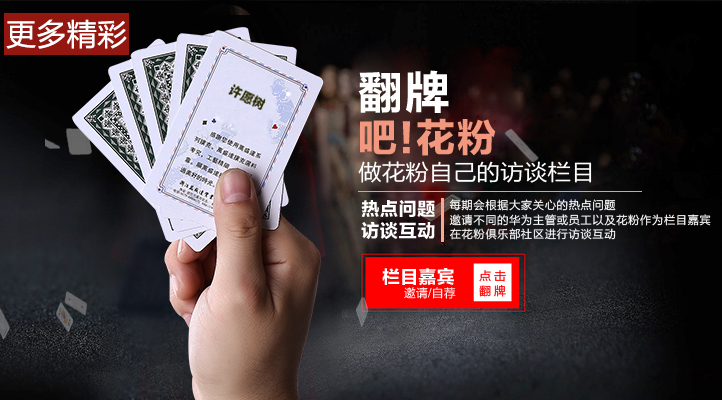 更多精彩
许愿树
翻牌
吧!花粉
做花粉自己的访谈栏目
热点问题
访谈互动
每期会根据大家关心的热点问题
邀请不同的华为主管或员工以及花粉作为栏目嘉宾
在花粉俱乐部社区进行访谈互动
栏目嘉宾
邀请/自荐
点击
翻牌